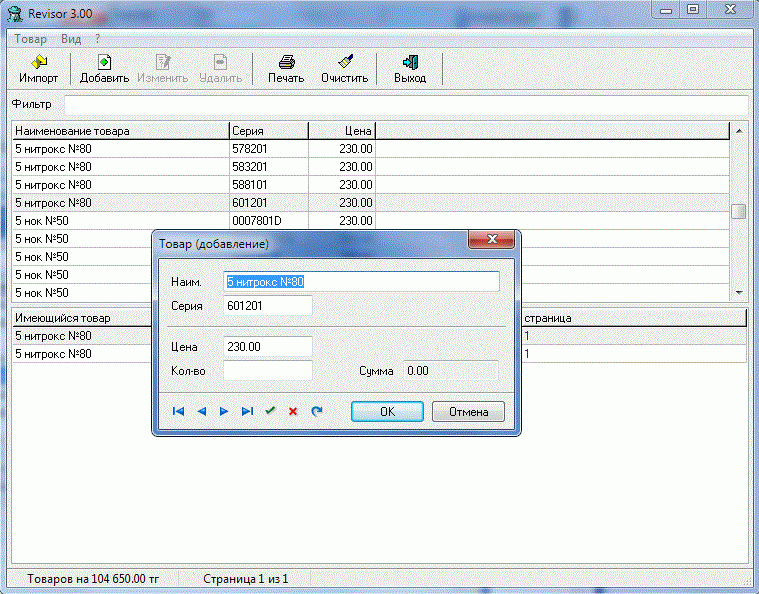 Revisor 3.00
Товар Вид ?
Импорт Добавить Изменить Удалить Печать Очистить Выход
Фильтр
Наименование товара Серия Цена
5 нитрокс №80 578201 230.00
5 нитрокс №80 583201 230.00
5 нитрокс №80 588101 230.00
5 нитрокс №80 601201 230.00
5 нок №50 0007801D 230.00
5 нок №50
5 нок №50
5 нок №50
5 нок №50
Товар (добавление)
Наим. 5 нитрокс №80
Серия 601201
Цена 230.00
Кол-во Сумма 0.00
OK Отмена
Имеющийся товар страница
5 нитрокс №80 1
5 нитрокс №80 1
Товаров на 104 650.00 тг Страница 1 из 1